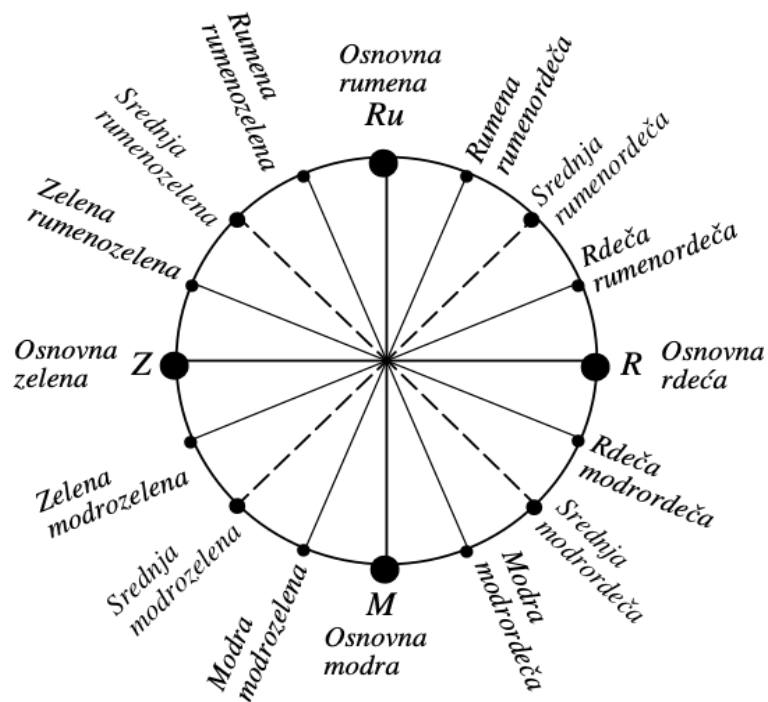 Osnovna
rumena
Ru
Rumena
rumenordeča
Srednja
rumenordeča
Rdeča
rumenordeča
R
Osnovna
rdeća
Rdeča
modrordeča
Srednja
modrordeča
Modra
modrordeča
M
Osnovna
modra
Modra
modrozelena
Srednja
modrozelena
Zelena
modrozelena
Osnovna
zelena
Z
Zelena
rumenozelena
Srednja
rumenozelena
Rumena
rumenozelena